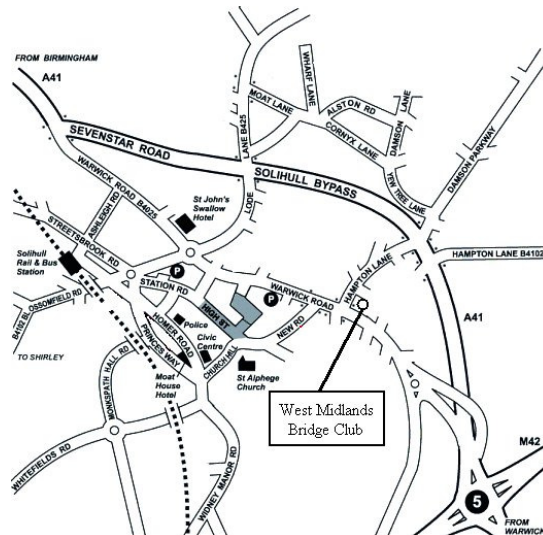 FROM BIRMINGHAM
A41
SEVENSTAR ROAD
WHARF LANE
MOAT LANE
ALSTON RD
CORNYX LANE
DAMSON LANE
YEW TREE LANE
DAMSON PARKWAY
LODE
LANE B425
SOLIHULL BYPASS
WARWICK ROAD B4025
St John's
Swallow
Hotel
ASHLEIGH RD
STREETSBROOK RD
Solihull
Rail & Bus
Station
HAMPTON LANE B4102
HAMPTON LANE
P
STATION RD
P
WARWICK ROAD
HIGH ST
NEW RD
B4102 BLOSSOMFIELD RD
TO SHIRLEY
Police
Civic
Centre
HOMER ROAD
PRINCES WAY
CHURCH HILL
St Alphege
Church
A41
Moat
House
Hotel
MONKSPATH HALL RD
WHITEFIELDS RD
WIDNEY MANOR RD
West Midlands
Bridge Club
M42
5
FROM
WARWICK